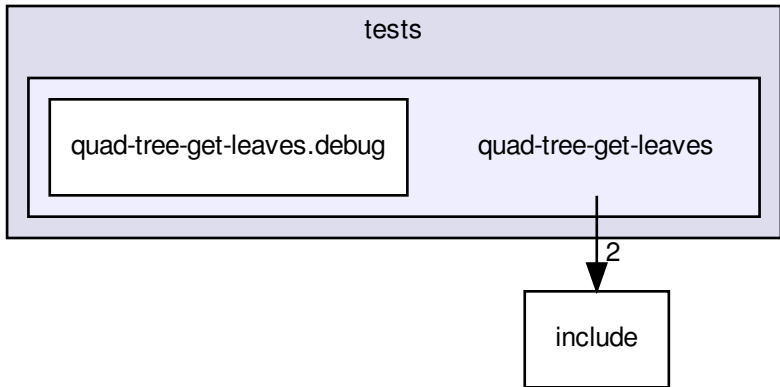 tests
quad-tree-get-leaves.debug
quad-tree-get-leaves
2
include